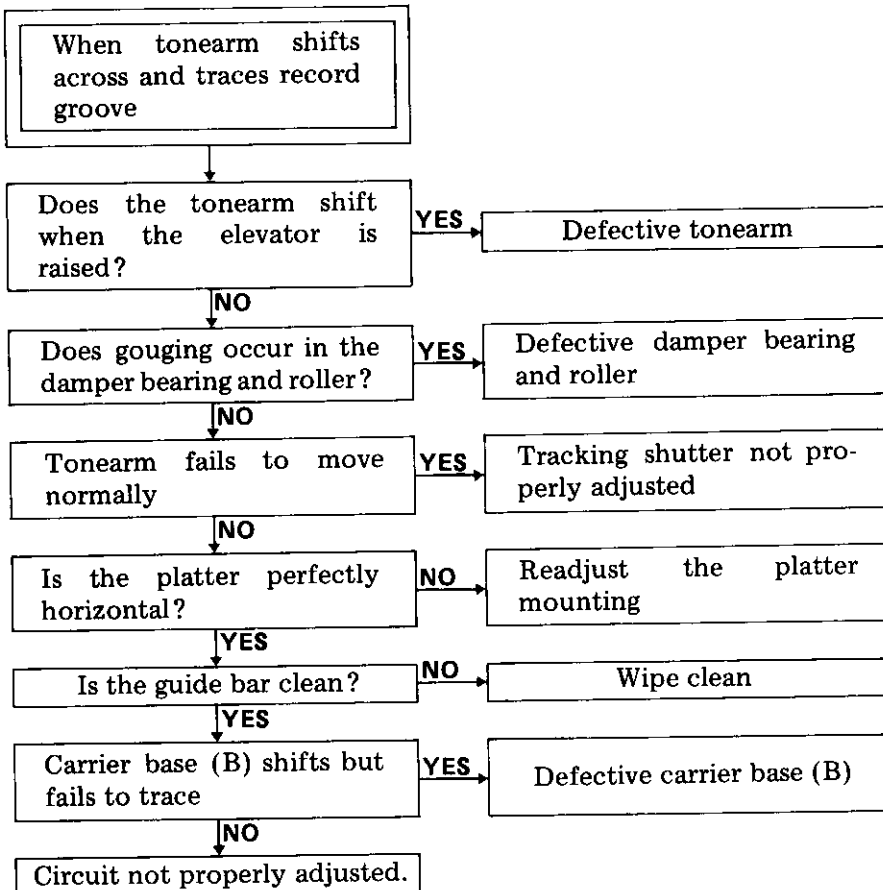 When tonearm shifts
across and traces record
groove
Does the tonearm shift
when the elevator is
raised?
YES
Defective tonearm
NO
Does gouging occur in the
damper bearing and roller?
YES
Defective damper bearing
and roller
NO
Tonearm fails to move
normally
YES
Tracking shutter not pro-
perly adjusted
NO
Is the platter perfectly
horizontal?
NO
Readjust the platter
mounting
YES
Is the guide bar clean?
NO
Wipe clean
YES
Carrier base (B) shifts but
fails to trace
YES
Defective carrier base (B)
NO
Circuit not properly adjusted.